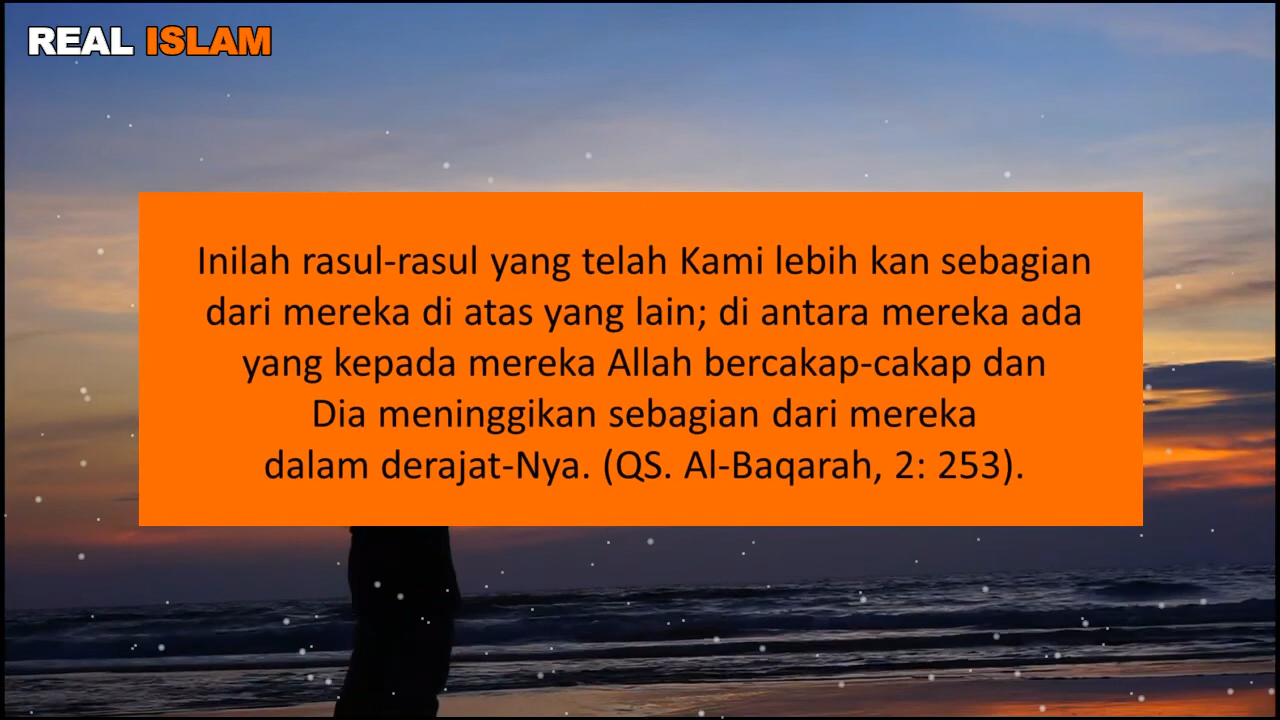 REAL ISLAM
Inilah rasul-rasul yang telah Kami lebih kan sebagian
dari mereka di atas yang lain; di antara mereka ada
yang kepada mereka Allah bercakap-cakap dan
Dia meninggikan sebagian dari mereka
dalam derajat-Nya. (QS. Al-Baqarah, 2: 253).